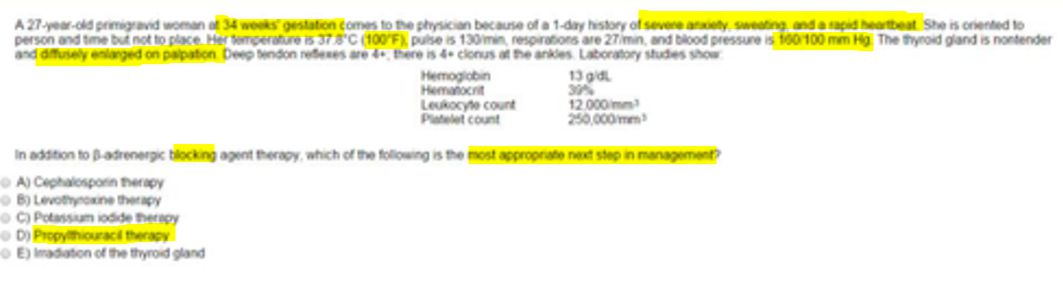 A 27-year-old primigravid woman at 34 weeks' gestation comes to the physician because of a 1-day history of severe anxiety, sweating, and a rapid heartbeat. She is oriented to
person and time but not to place. Her temperature is 37.8°C (100°F), pulse is 130/min, respirations are 27/min, and blood pressure is 160/100 mm Hg. The thyroid gland is nontender
and diffusely enlarged on palpation. Deep tendon reflexes are 4+; there is 4+ clonus at the ankles. Laboratory studies show:
Hemoglobin 13 g/dL
Hematocrit 39%
Leukocyte count 12,000/mm³
Platelet count 250,000/mm³
In addition to β-adrenergic blocking agent therapy, which of the following is the most appropriate next step in management?
A) Cephalosporin therapy
B) Levothyroxine therapy
C) Potassium iodide therapy
D) Propylthiouracil therapy
E) Irradiation of the thyroid gland